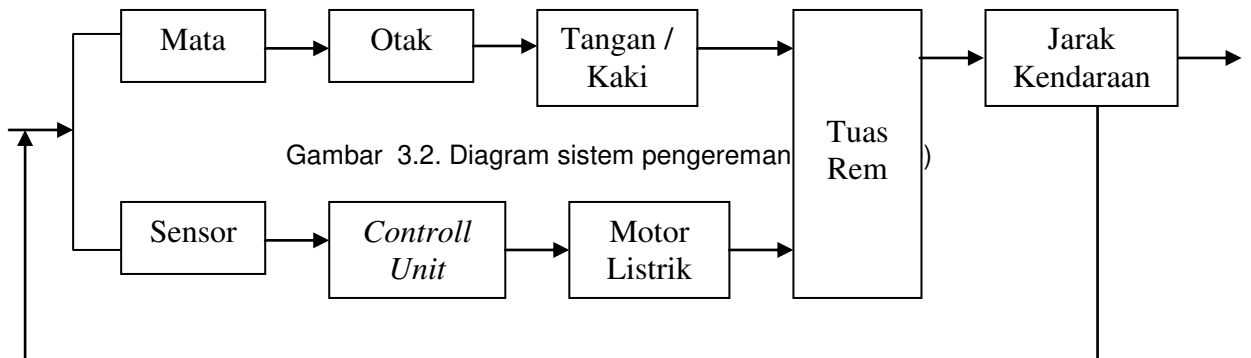 Mata
Otak
Tangan /
Kaki
Jarak
Kendaraan
Tuas
Rem
Gambar 3.2. Diagram sistem pengereman )
Sensor
Controll
Unit
Motor
Listrik